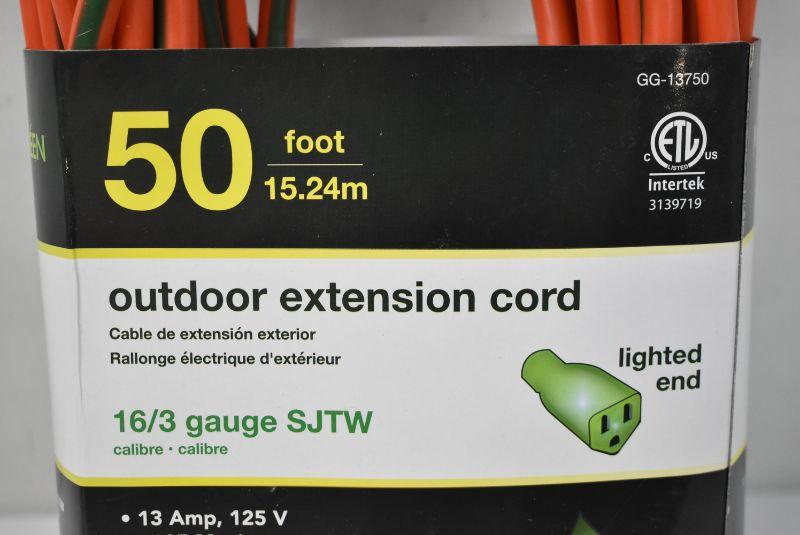 GG-13750
50 foot
15.24m
C ETL US
LISTED
Intertek
3139719
outdoor extension cord
Cable de extensión exterior
Rallonge électrique d'extérieur
lighted
end
16/3 gauge SJTW
calibre · calibre
• 13 Amp, 125 V